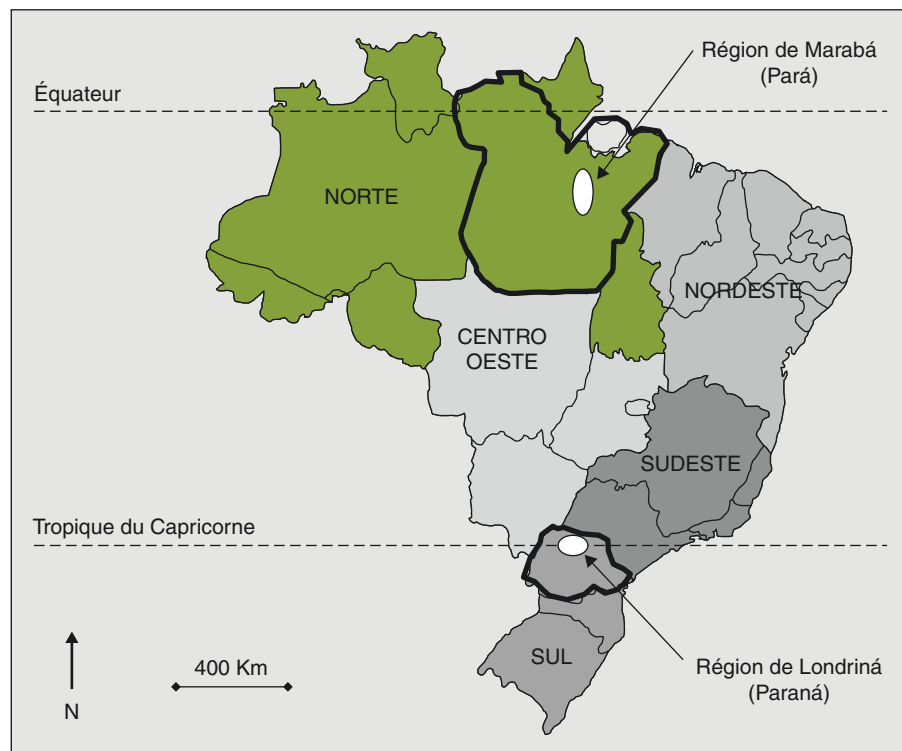 Région de Marabá
(Pará)
Équateur
NORTE
NORDESTE
CENTRO
OESTE
SUDESTE
Tropique du Capricorne
400 Km
SUL
Région de Londriná
(Paraná)
N